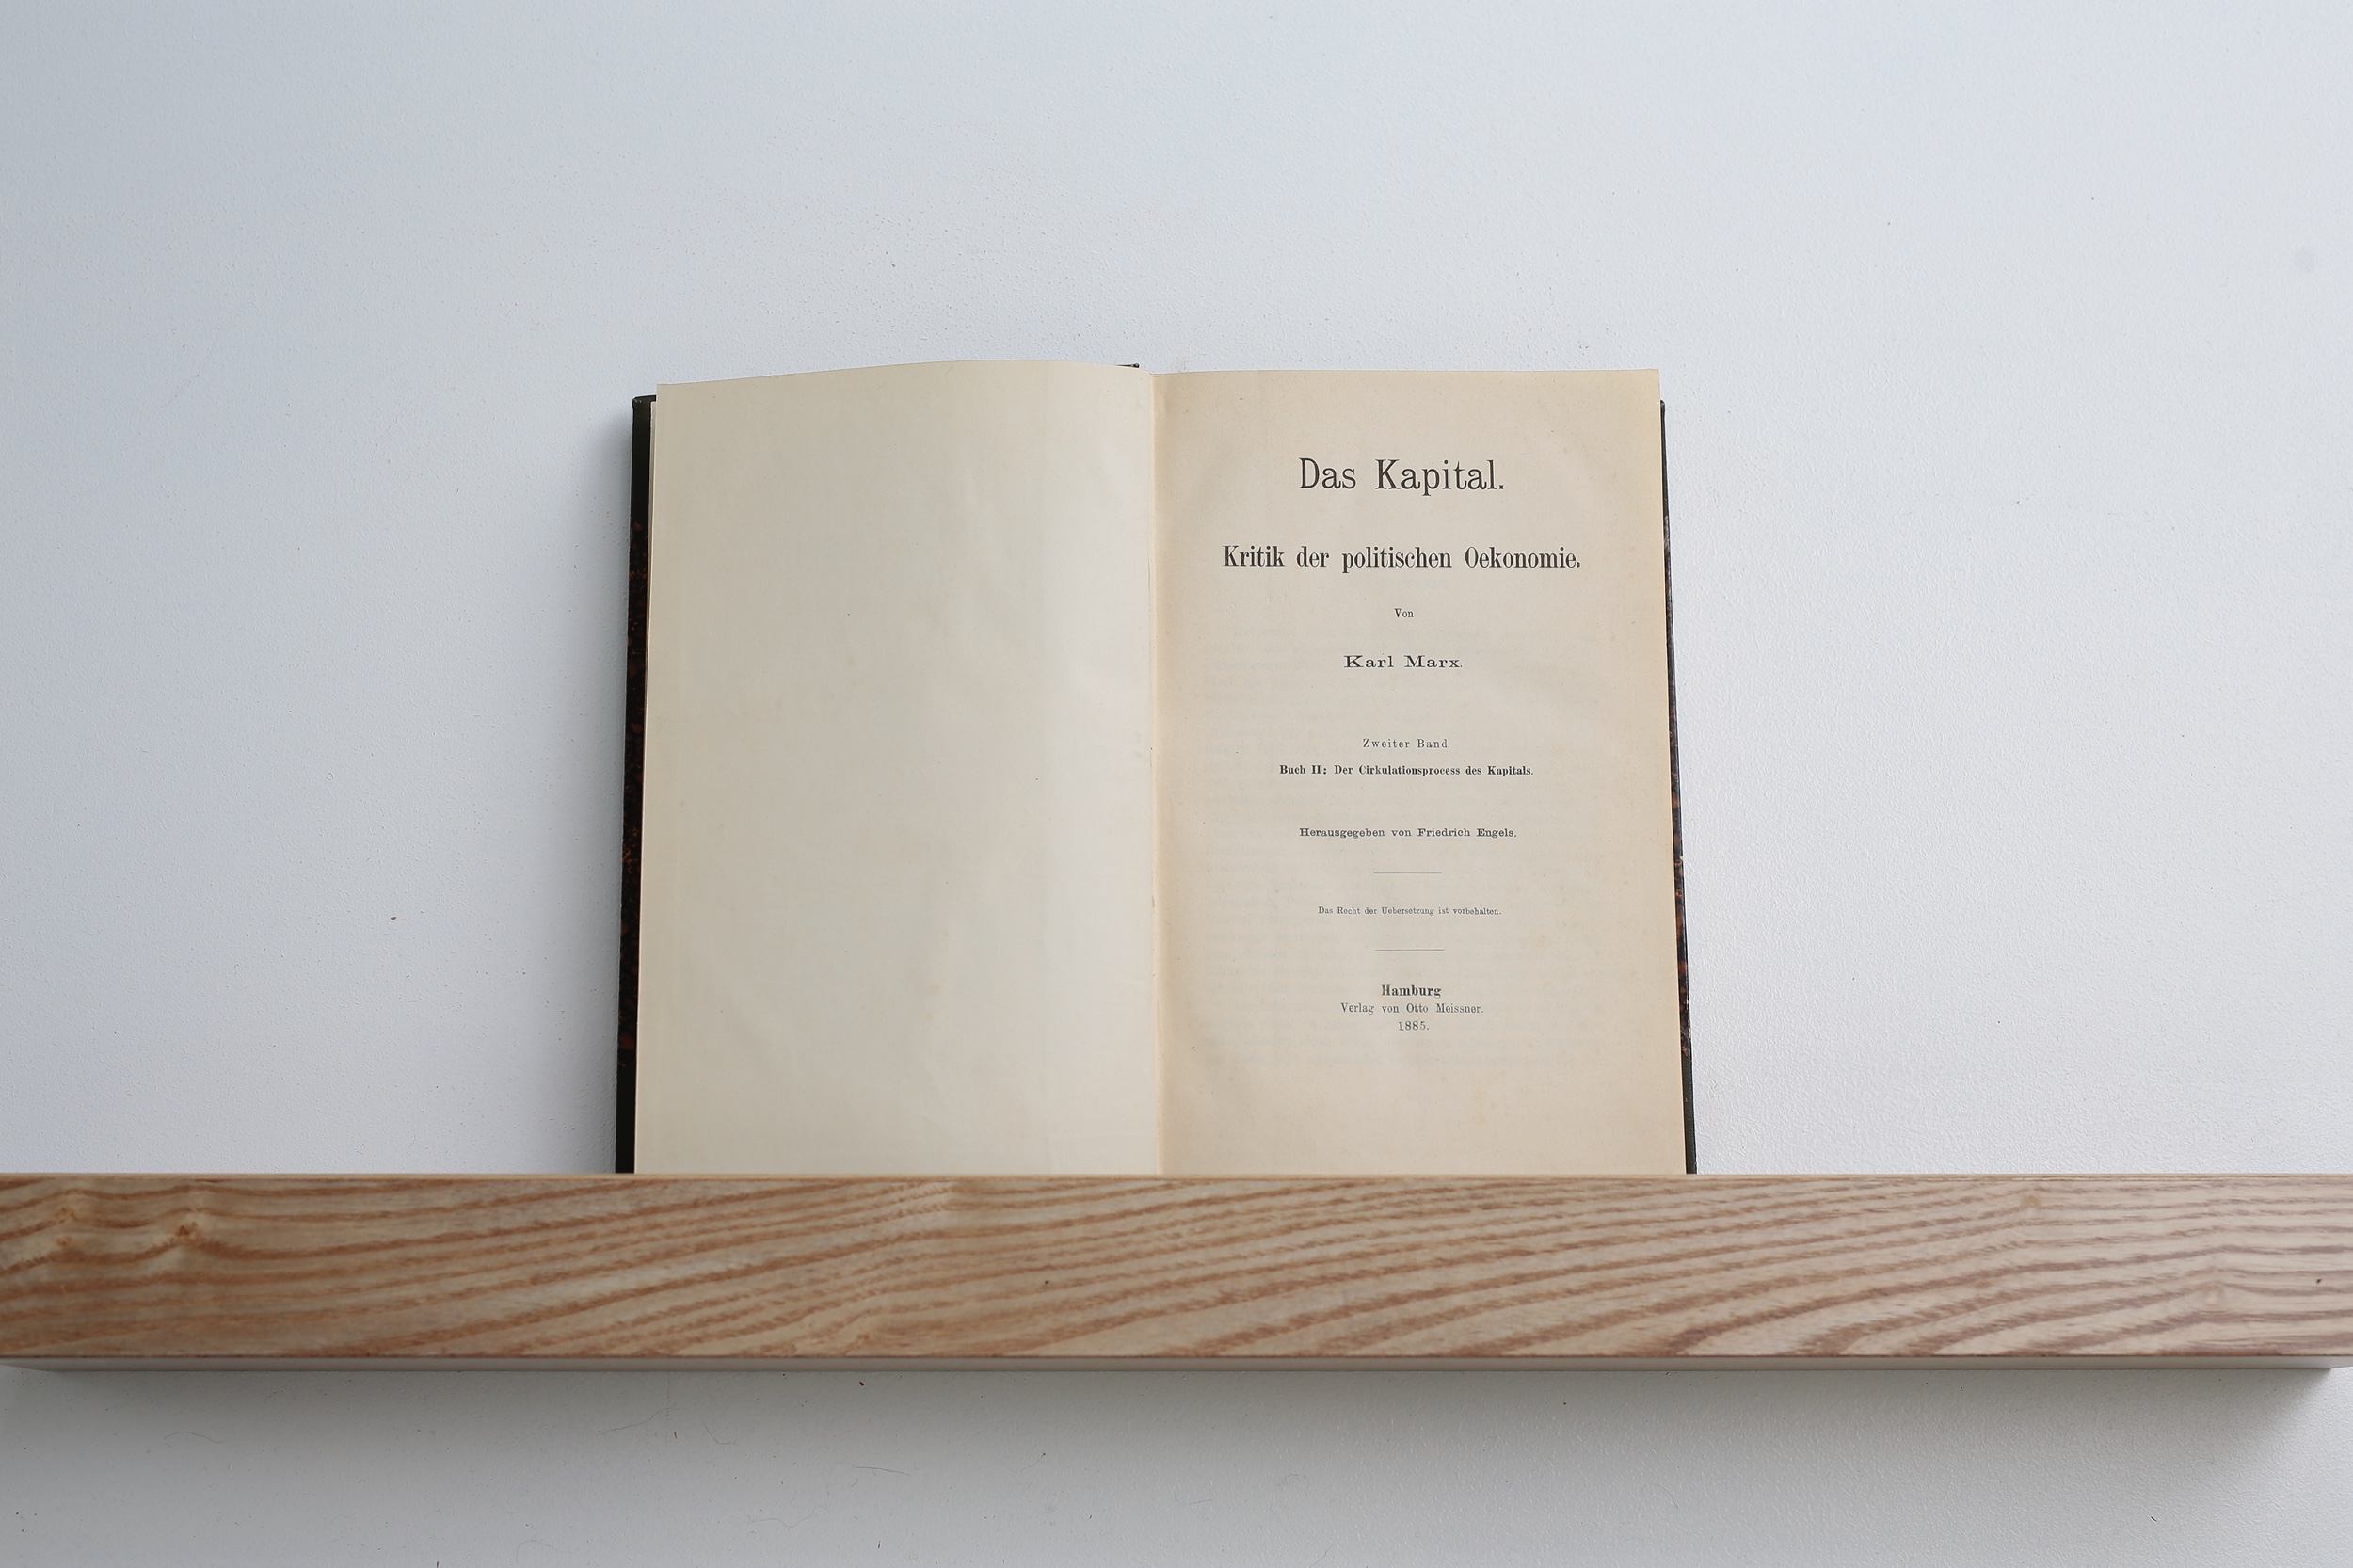 Das Kapital.
Kritik der politischen Oekonomie.
Von
Karl Marx.
Zweiter Band.
Buch II: Der Cirkulationsprocess des Kapitals.
Herausgegeben von Friedrich Engels.
Das Recht der Uebersetzung ist vorbehalten.
Hamburg
Verlag von Otto Meissner.
1885.